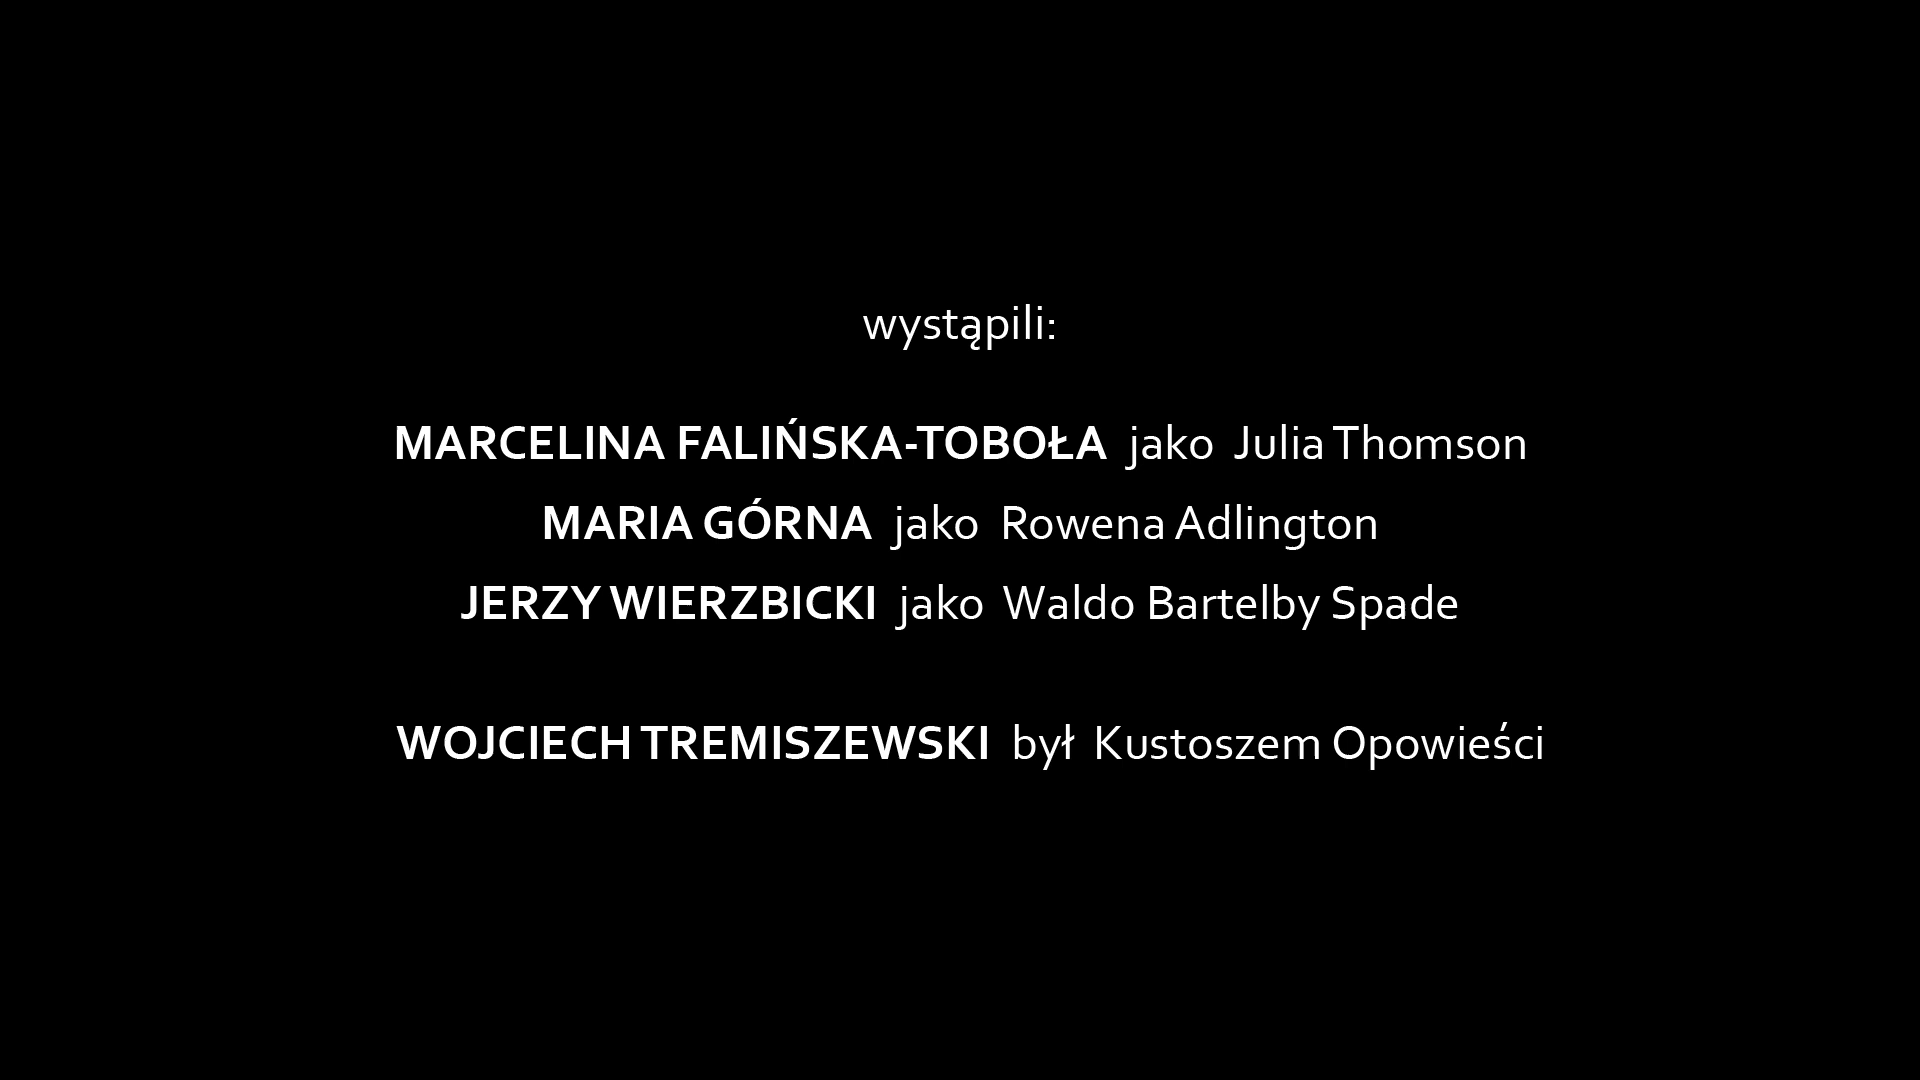 wystąpili:
MARCELINA FALIŃSKA-TOBOŁA jako Julia Thomson
MARIA GÓRNA jako Rowena Adlington
JERZY WIERZBICKI jako Waldo Bartelby Spade
WOJCIECH TREMISZEWSKI był Kustoszem Opowieści